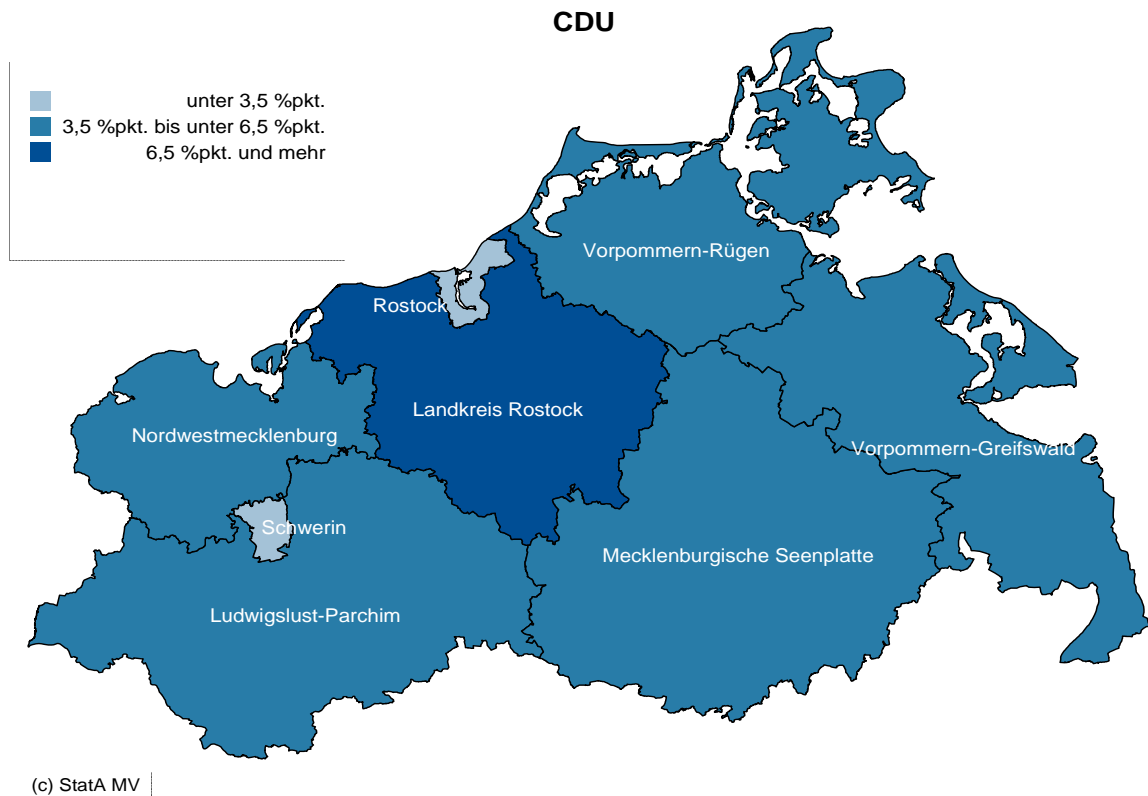 CDU
unter 3,5 %pkt.
3,5 %pkt. bis unter 6,5 %pkt.
6,5 %pkt. und mehr
Vorpommern-Rügen
Rostock
Landkreis Rostock
Nordwestmecklenburg
Vorpommern-Greifswald
Schwerin
Mecklenburgische Seenplatte
Ludwigslust-Parchim
(c) StatA MV